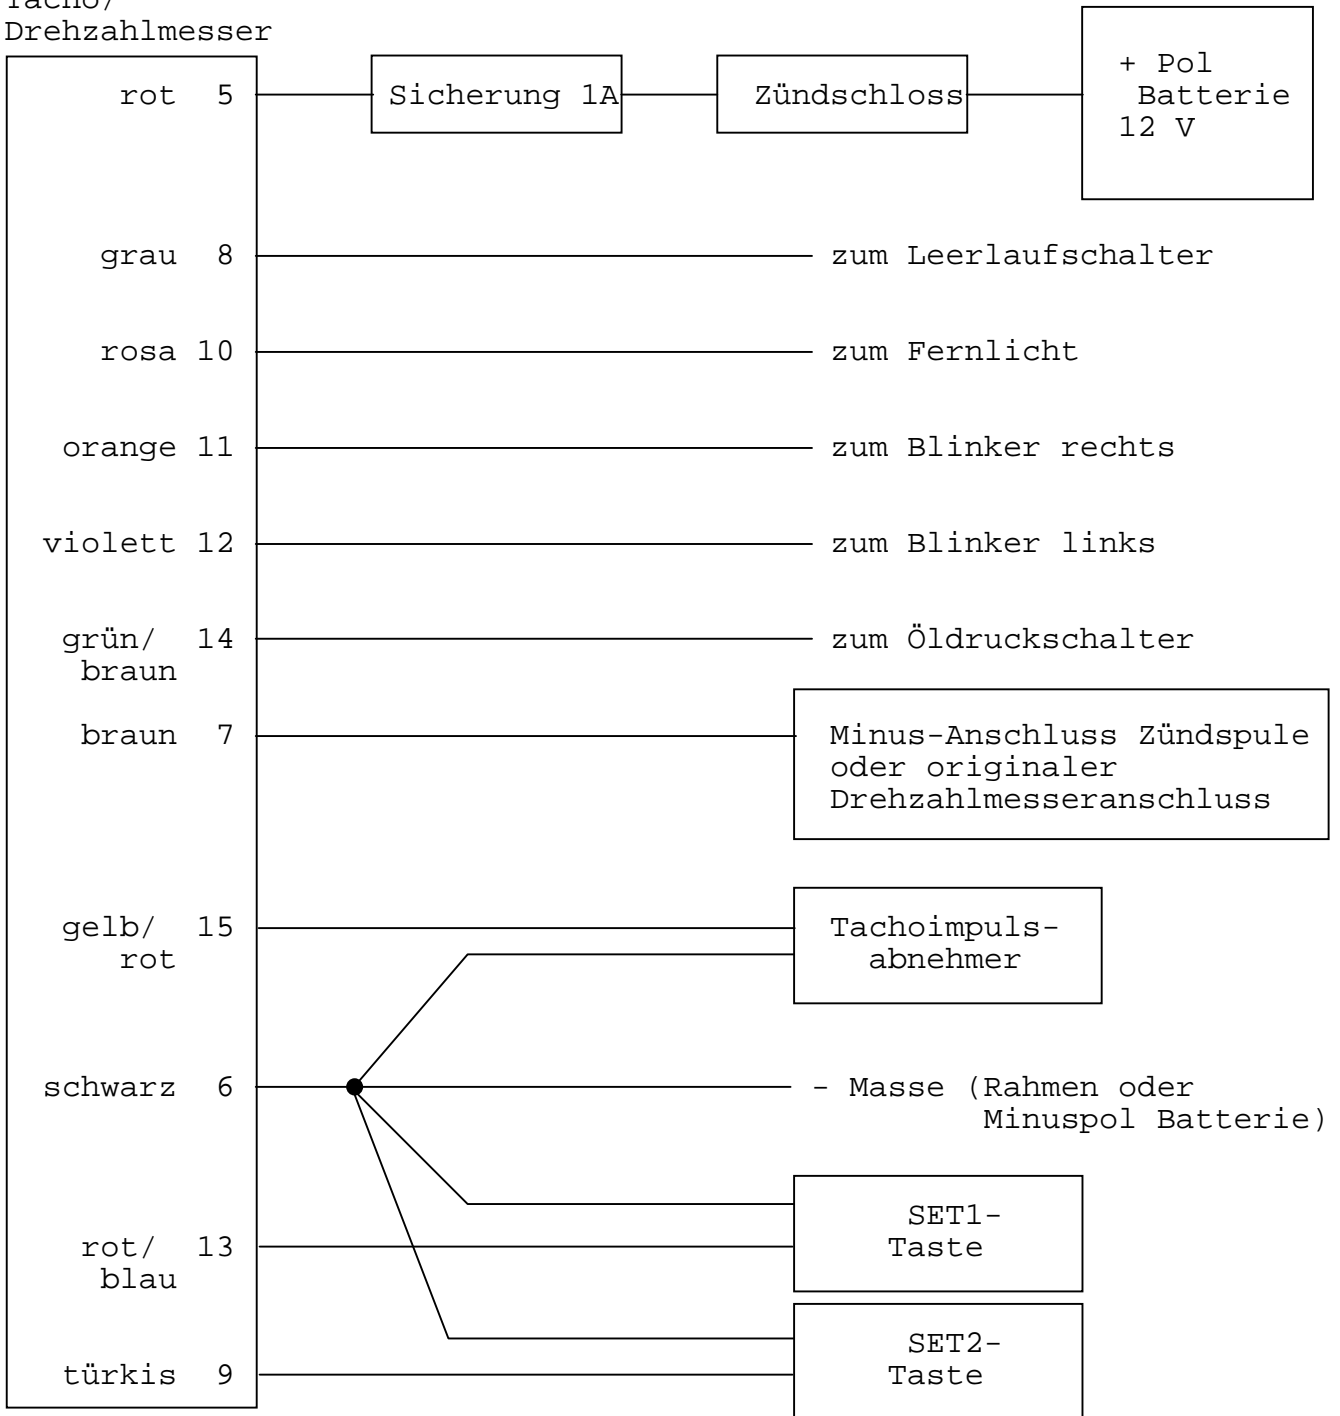 Tacho/
Drehzahlmesser
rot 5
Sicherung 1A
Zündschloss
+ Pol
Batterie
12 V
grau 8
zum Leerlaufschalter
rosa 10
zum Fernlicht
orange 11
zum Blinker rechts
violett 12
zum Blinker links
grün/ 14
braun
zum Öldruckschalter
braun 7
Minus-Anschluss Zündspule
oder originaler
Drehzahlmesseranschluss
gelb/ 15
rot
Tachoimpuls-
abnehmer
schwarz 6
- Masse (Rahmen oder
Minuspol Batterie)
rot/ 13
blau
SET1-
Taste
türkis 9
SET2-
Taste